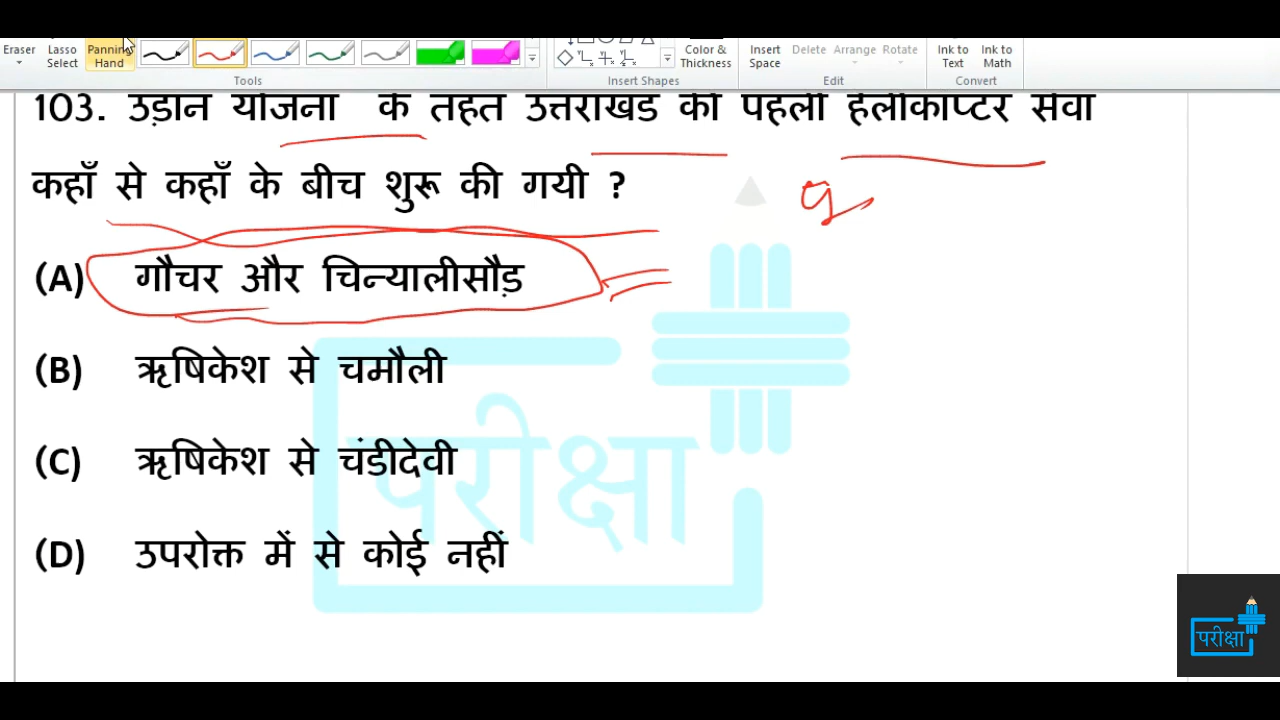 Eraser
Lasso Select
Panning Hand
Tools
Insert Shapes
Color & Thickness
Insert Space
Delete
Arrange
Rotate
Edit
Ink to Text
Ink to Math
Convert
103. उड़ान योजना के तहत उत्तराखंड की पहली हेलीकाप्टर सेवा
कहाँ से कहाँ के बीच शुरू की गयी ?
(A) गौचर और चिन्यालीसौड़
(B) ऋषिकेश से चमौली
(C) ऋषिकेश से चंडीदेवी
(D) उपरोक्त में से कोई नहीं
परीक्षा
परीक्षा